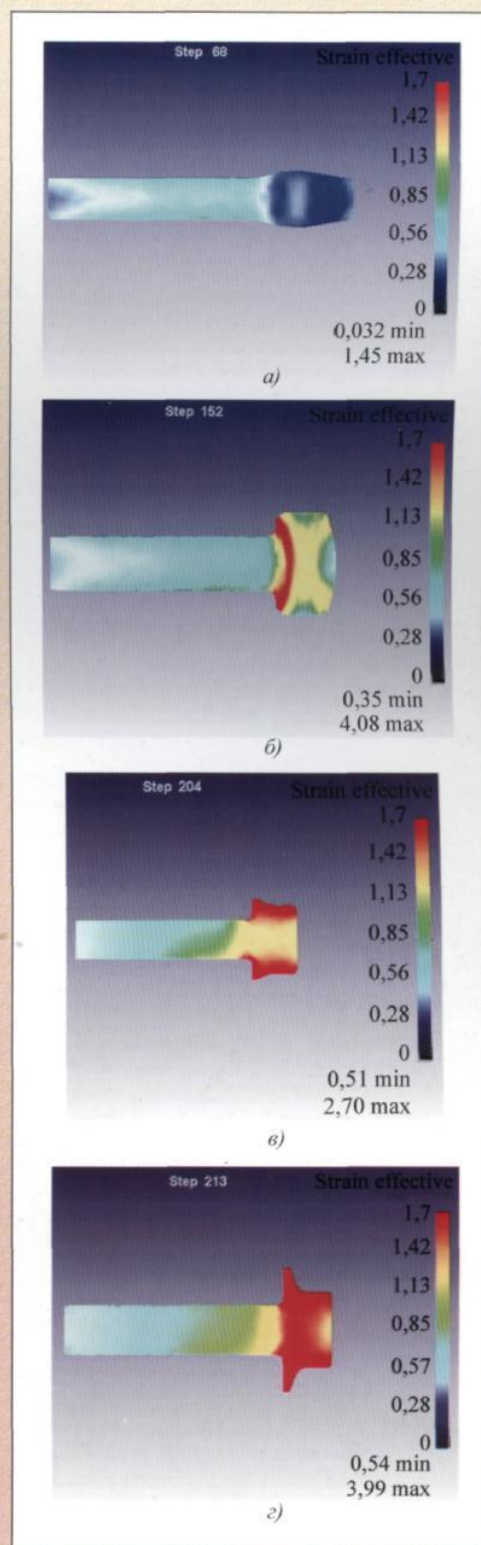 Step 68
Strain effective
1,7
1,42
1,13
0,85
0,56
0,28
0
0,032 min
1,45 max
а)
Step 152
Strain effective
1,7
1,42
1,13
0,85
0,56
0,28
0
0,35 min
4,08 max
б)
Step 204
Strain effective
1,7
1,42
1,13
0,85
0,56
0,28
0
0,51 min
2,70 max
в)
Step 213
Strain effective
1,7
1,42
1,13
0,85
0,57
0,28
0
0,54 min
3,99 max
г)